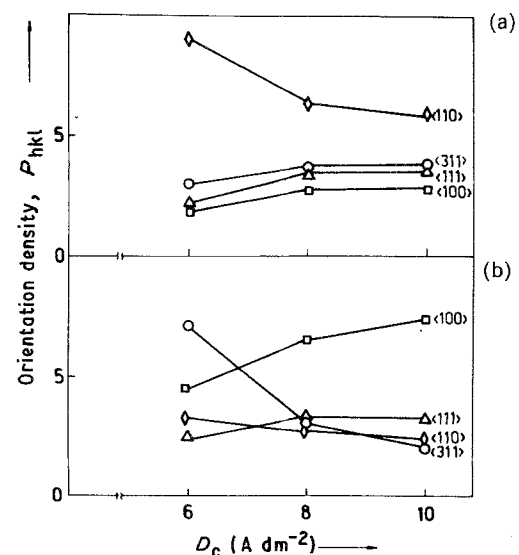 (a)
<110>
5
<311>
<111>
<100>
0
(b)
<100>
5
<111>
<110>
<311>
0
6 8 10
D_c (A dm⁻²)
Orientation density, P_hkl